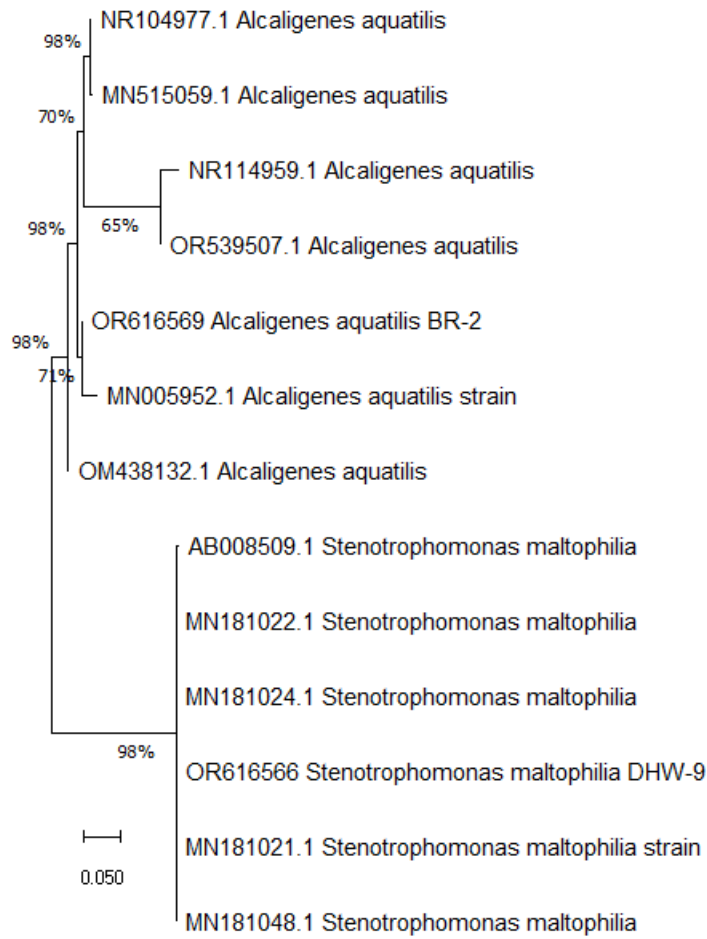 NR104977.1 Alcaligenes aquatilis
98%
MN515059.1 Alcaligenes aquatilis
70%
NR114959.1 Alcaligenes aquatilis
65%
98%
OR539507.1 Alcaligenes aquatilis
OR616569 Alcaligenes aquatilis BR-2
98%
71%
MN005952.1 Alcaligenes aquatilis strain
OM438132.1 Alcaligenes aquatilis
AB008509.1 Stenotrophomonas maltophilia
MN181022.1 Stenotrophomonas maltophilia
MN181024.1 Stenotrophomonas maltophilia
98%
OR616566 Stenotrophomonas maltophilia DHW-9
MN181021.1 Stenotrophomonas maltophilia strain
0.050
MN181048.1 Stenotrophomonas maltophilia